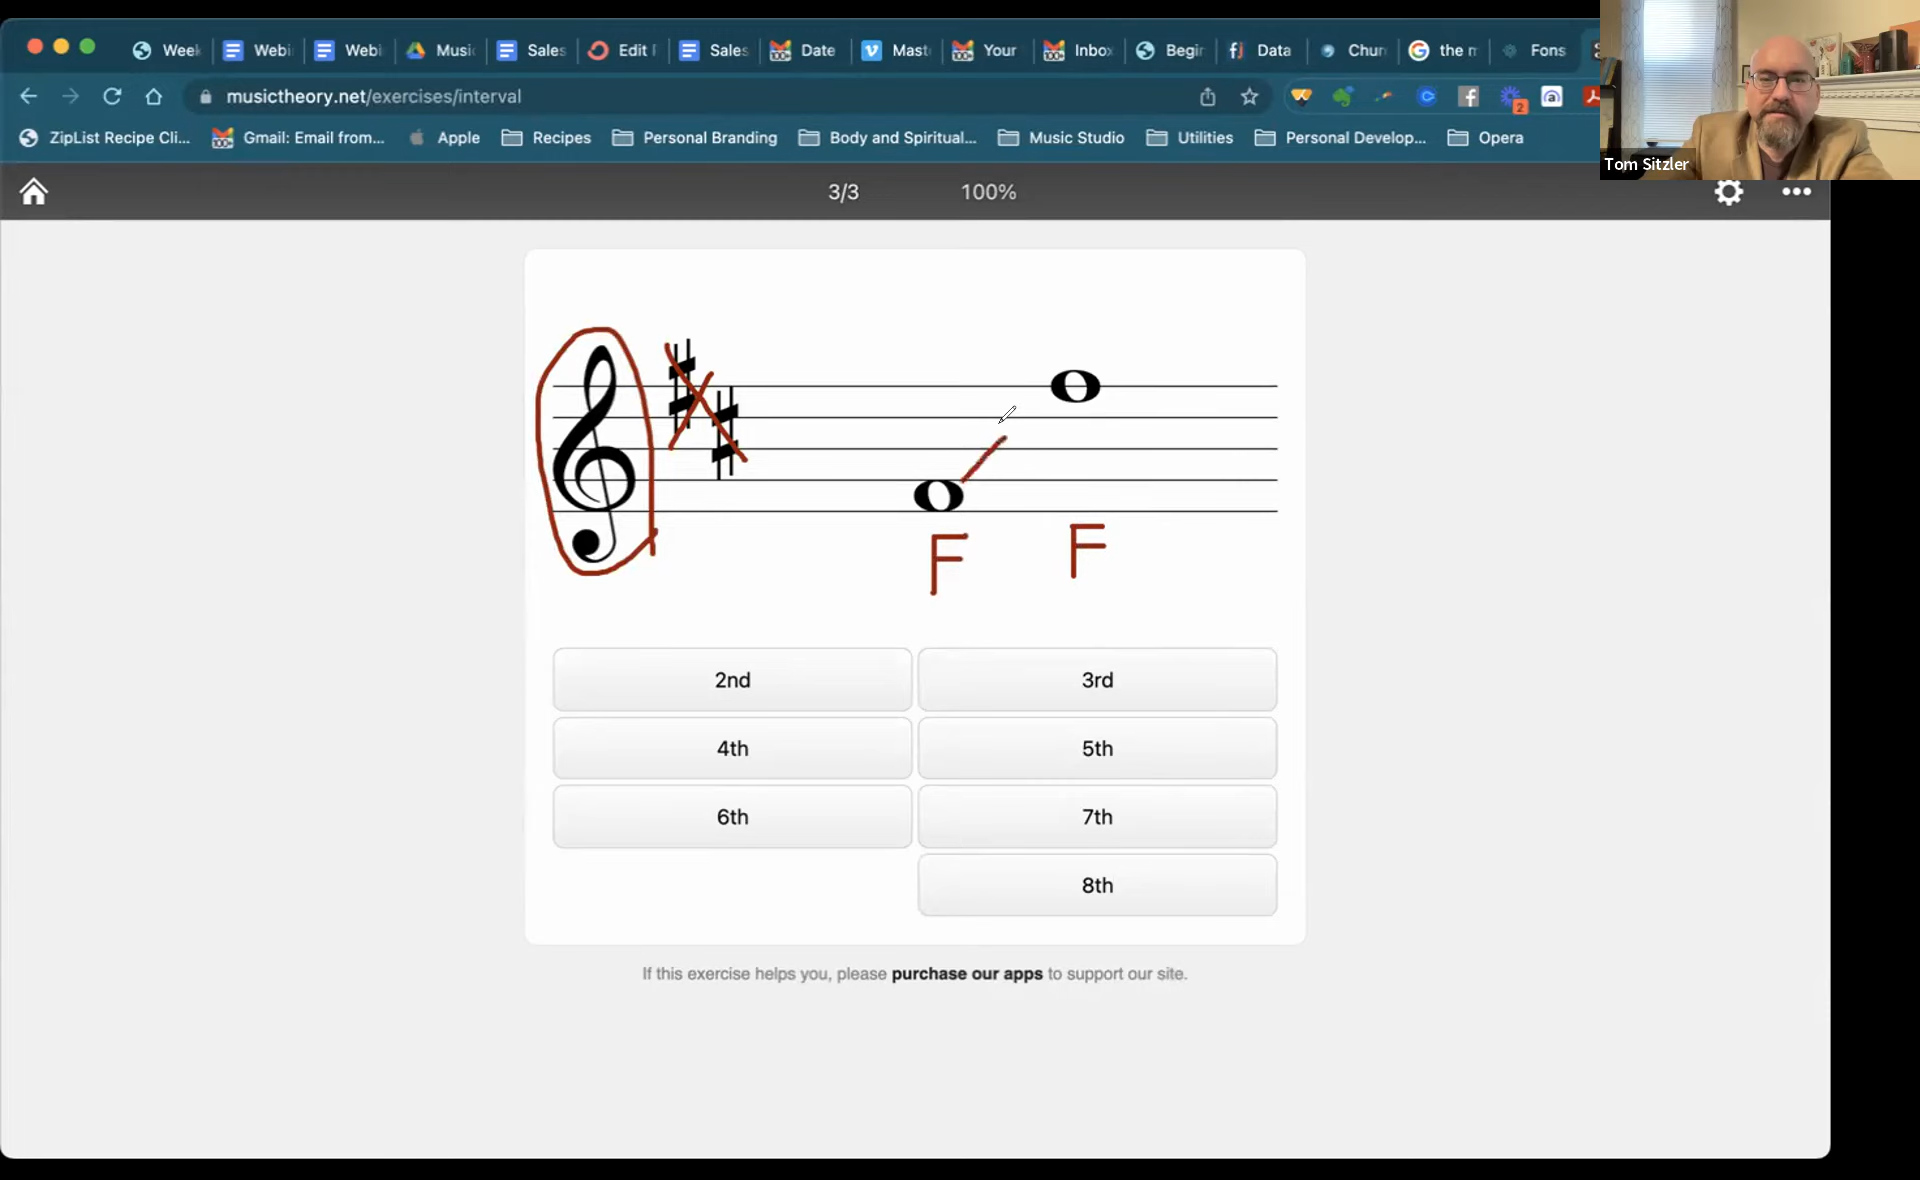 Week Webi Webi Musi Sales Edit Sales Date Mast Your Inbox Begin Data Chur the m Fons
musictheory.net/exercises/interval
2
ZipList Recipe Cli... Gmail: Email from... Apple Recipes Personal Branding Body and Spiritual... Music Studio Utilities Personal Develop... Opera
Tom Sitzler
3/3 100%
F F
2nd 3rd
4th 5th
6th 7th
8th
If this exercise helps you, please purchase our apps to support our site.